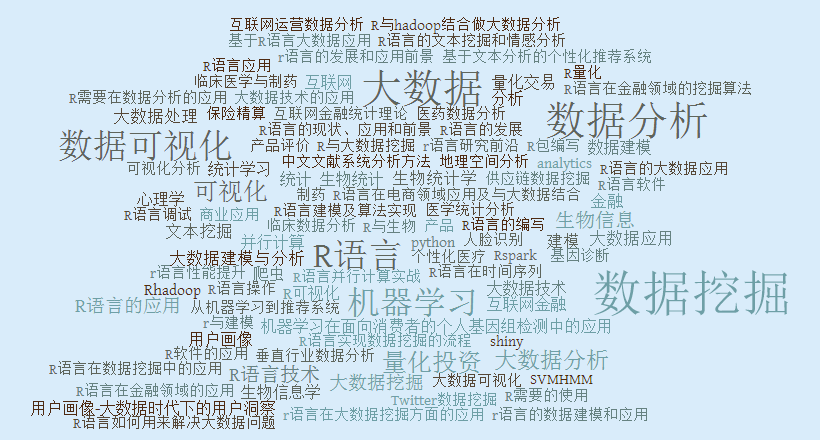 互联网运营数据分析 R与hadoop结合做大数据分析
基于R语言大数据应用 R语言的文本挖掘和情感分析
r语言的发展和应用前景 基于文本分析的个性化推荐系统
R语言应用
临床医学与制药 互联网 大数据 量化交易 R量化
分析 R语言在金融领域的挖掘算法
R需要在数据分析的应用 大数据技术的应用
大数据处理 保险精算 互联网金融统计理论 医药数据分析 数据分析
R语言的现状、应用和前景 R语言的发展
数据可视化 产品评价 R与大数据挖掘 r语言研究前沿 R包编写 数据建模
可视化分析 统计学习 中文文献系统分析方法 地理空间分析 analytics R语言的大数据应用
统计 生物统计 生物统计学 供应链数据挖掘 R语言软件
心理学 可视化 制药 R语言在电商领域应用及与大数据结合 金融
R语言调试 商业应用 R语言建模及算法实现 医学统计分析
文本挖掘 临床数据分析 R与生物 产品 R语言的编写 生物信息
并行计算 R语言 python 人脸识别 建模 大数据应用
大数据建模与分析 个性化医疗 Rspark 基因诊断
r语言性能提升 爬虫 R语言并行计算实战 R语言在时间序列
Rhadoop R语言操作 R可视化 机器学习 大数据技术 数据挖掘
R语言的应用 从机器学习到推荐系统 互联网金融
r与建模 机器学习在面向消费者的个人基因组检测中的应用
用户画像 R语言实现数据挖掘的流程 shiny
R软件的应用 垂直行业数据分析 量化投资 大数据分析
R语言在数据挖掘中的应用 R语言技术 大数据挖掘 大数据可视化 SVMHMM
R语言在金融领域的应用 生物信息学 Twitter数据挖掘 R需要的使用
用户画像-大数据时代下的用户洞察 r语言在大数据挖掘方面的应用 r语言的数据建模和应用
R语言如何用来解决大数据问题